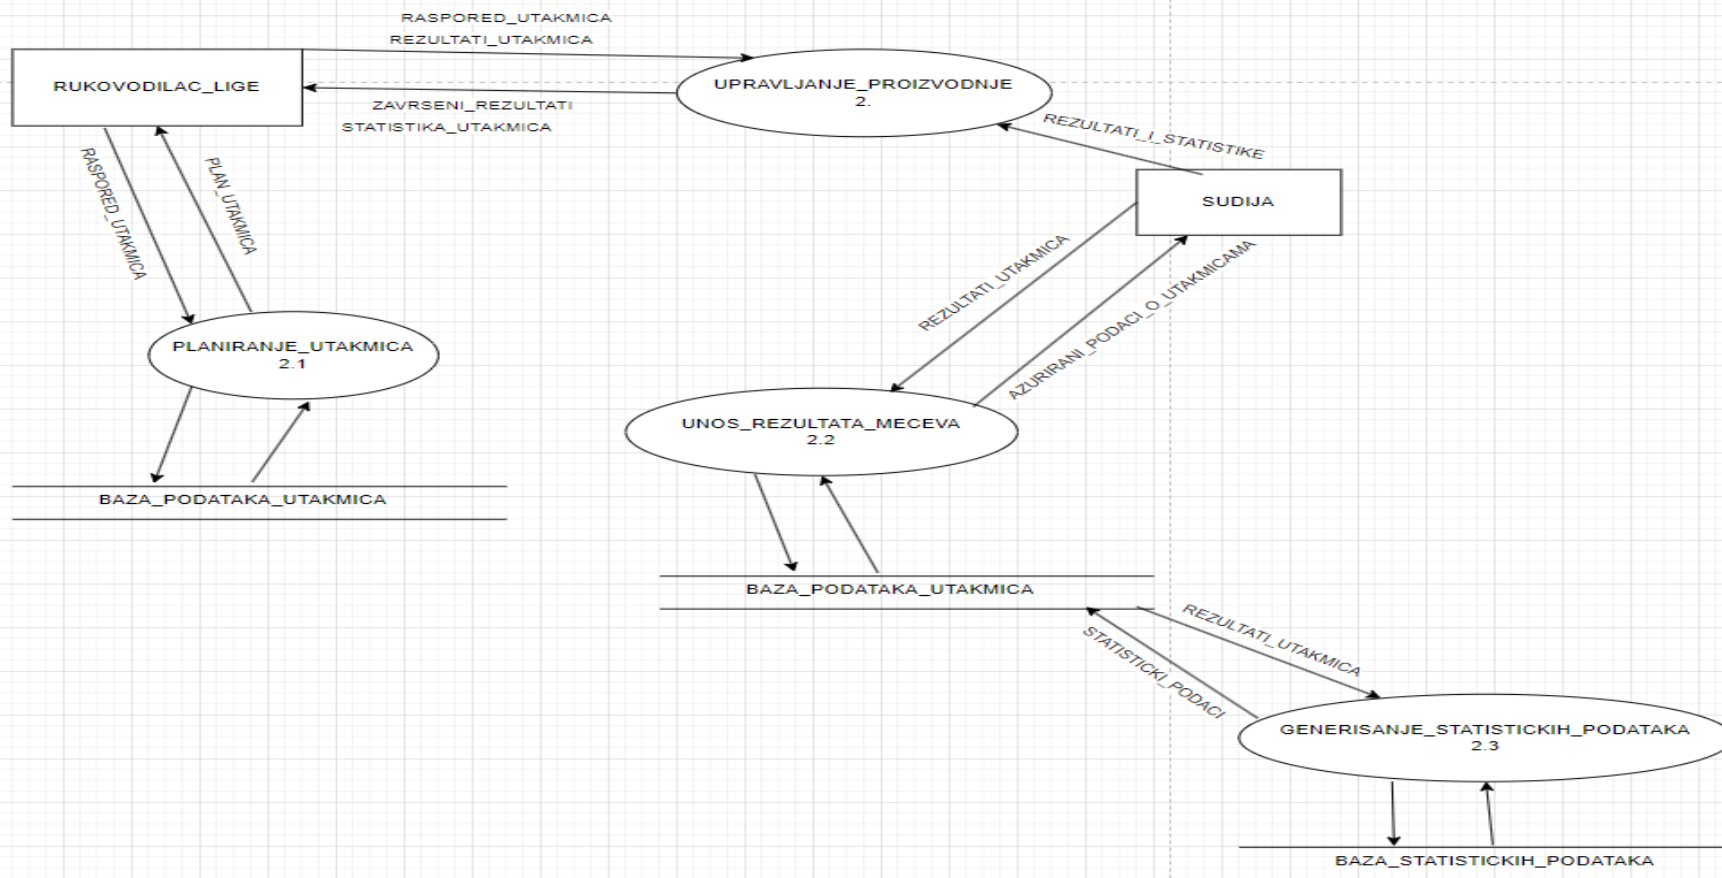 RASPORED_UTAKMICA
REZULTATI_UTAKMICA
RUKOVODILAC_LIGE
UPRAVLJANJE_PROIZVODNJE
2.
ZAVRSENI_REZULTATI
STATISTIKA_UTAKMICA
REZULTATI_I_STATISTIKE
SUDIJA
RASPORED_UTAKMICA
PLAN_UTAKMICA
REZULTATI_UTAKMICA
AZURIRANI_PODACI_O_UTAKMICAMA
PLANIRANJE_UTAKMICA
2.1
UNOS_REZULTATA_MECEVA
2.2
BAZA_PODATAKA_UTAKMICA
BAZA_PODATAKA_UTAKMICA
REZULTATI_UTAKMICA
STATISTICKI_PODACI
GENERISANJE_STATISTICKIH_PODATAKA
2.3
BAZA_STATISTICKIH_PODATAKA